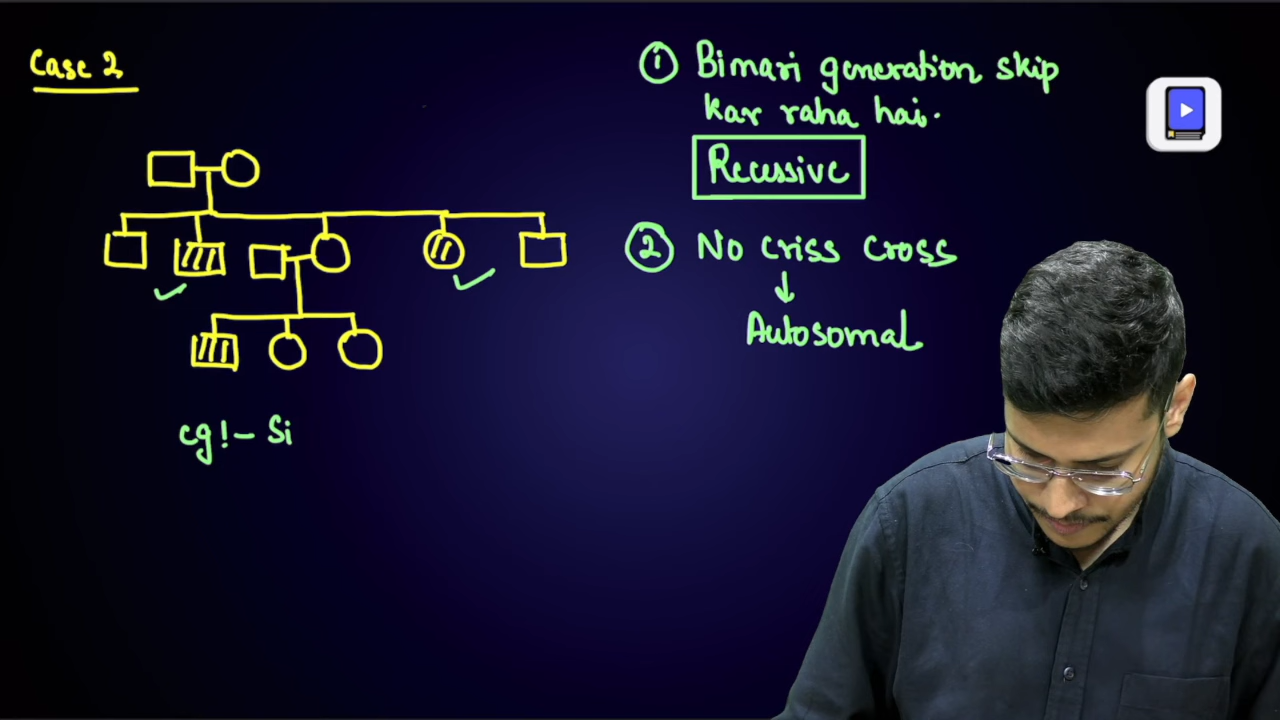 Case 2
① Bimari generation skip
kar raha hai.
Recessive
② No criss cross
↓
Autosomal
eg:- Si